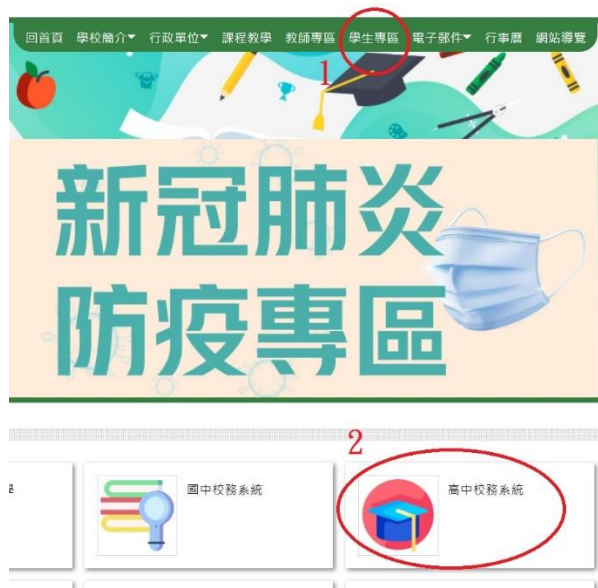 回首頁 學校簡介▼ 行政單位▼ 課程教學 教師專區 學生專區 電子郵件▼ 行事曆 網站導覽
1
新冠肺炎
防疫專區
2
國中校務系統 高中校務系統